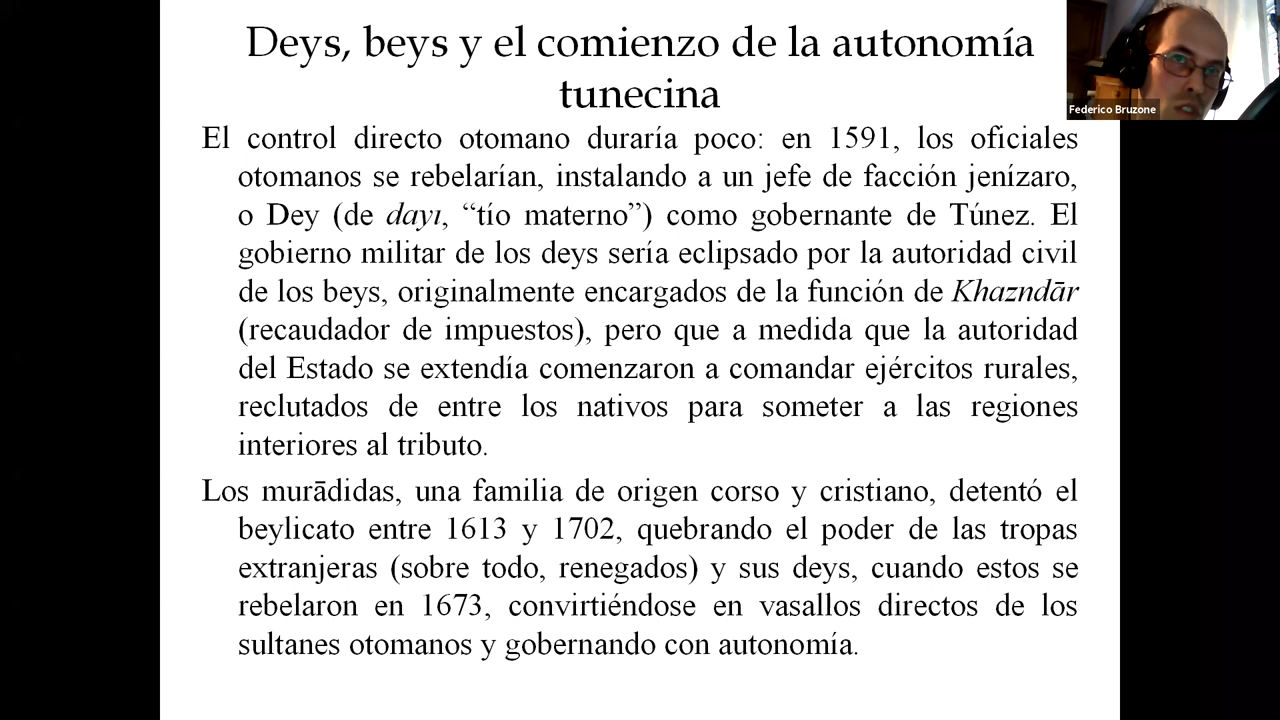 Deys, beys y el comienzo de la autonomía
tunecina
Federico Bruzone
El control directo otomano duraría poco: en 1591, los oficiales
otomanos se rebelarían, instalando a un jefe de facción jenízaro,
o Dey (de dayı, “tío materno”) como gobernante de Túnez. El
gobierno militar de los deys sería eclipsado por la autoridad civil
de los beys, originalmente encargados de la función de Khazndār
(recaudador de impuestos), pero que a medida que la autoridad
del Estado se extendía comenzaron a comandar ejércitos rurales,
reclutados de entre los nativos para someter a las regiones
interiores al tributo.
Los murādidas, una familia de origen corso y cristiano, detentó el
beylicato entre 1613 y 1702, quebrando el poder de las tropas
extranjeras (sobre todo, renegados) y sus deys, cuando estos se
rebelaron en 1673, convirtiéndose en vasallos directos de los
sultanes otomanos y gobernando con autonomía.